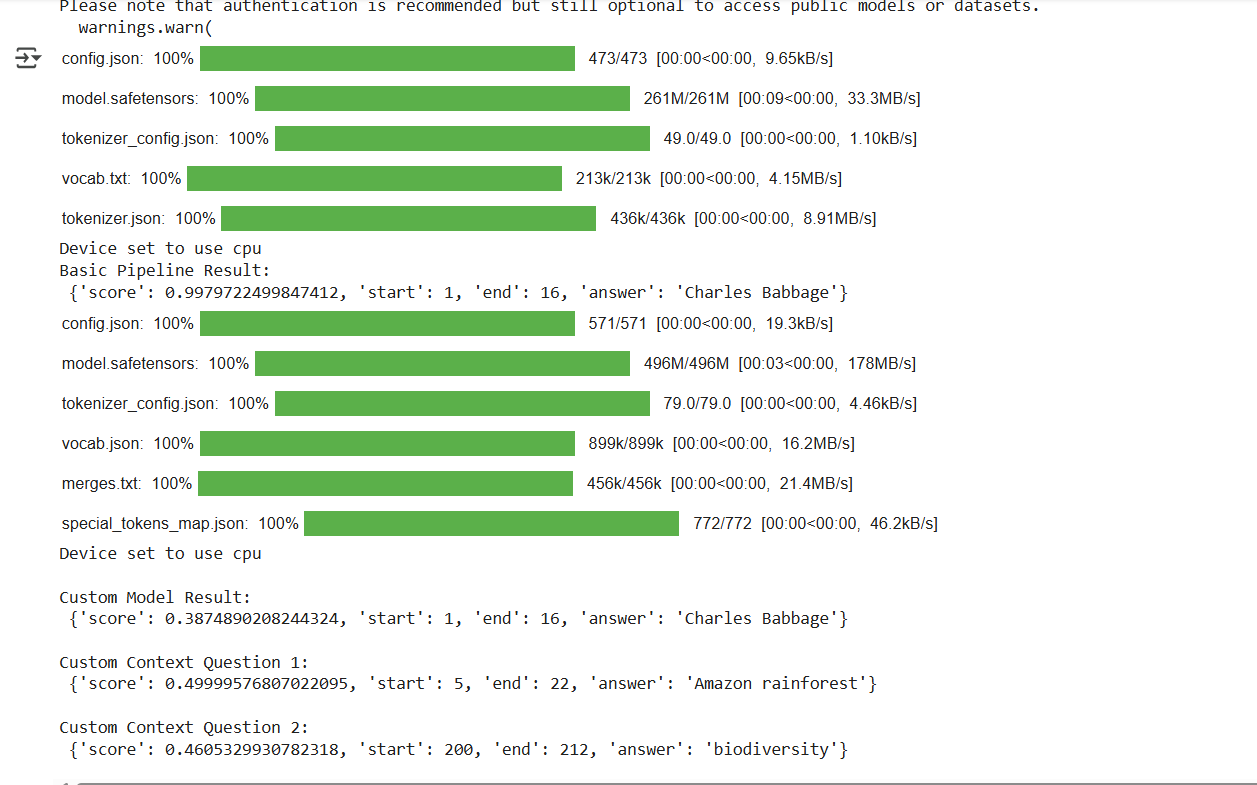 Please note that authentication is recommended but still optional to access public models or datasets.
  warnings.warn(
config.json: 100% 473/473 [00:00<00:00, 9.65kB/s]
model.safetensors: 100% 261M/261M [00:09<00:00, 33.3MB/s]
tokenizer_config.json: 100% 49.0/49.0 [00:00<00:00, 1.10kB/s]
vocab.txt: 100% 213k/213k [00:00<00:00, 4.15MB/s]
tokenizer.json: 100% 436k/436k [00:00<00:00, 8.91MB/s]
Device set to use cpu
Basic Pipeline Result:
 {'score': 0.9979722499847412, 'start': 1, 'end': 16, 'answer': 'Charles Babbage'}
config.json: 100% 571/571 [00:00<00:00, 19.3kB/s]
model.safetensors: 100% 496M/496M [00:03<00:00, 178MB/s]
tokenizer_config.json: 100% 79.0/79.0 [00:00<00:00, 4.46kB/s]
vocab.json: 100% 899k/899k [00:00<00:00, 16.2MB/s]
merges.txt: 100% 456k/456k [00:00<00:00, 21.4MB/s]
special_tokens_map.json: 100% 772/772 [00:00<00:00, 46.2kB/s]
Device set to use cpu
Custom Model Result:
 {'score': 0.3874890208244324, 'start': 1, 'end': 16, 'answer': 'Charles Babbage'}
Custom Context Question 1:
 {'score': 0.49999576807022095, 'start': 5, 'end': 22, 'answer': 'Amazon rainforest'}
Custom Context Question 2:
 {'score': 0.4605329930782318, 'start': 200, 'end': 212, 'answer': 'biodiversity'}